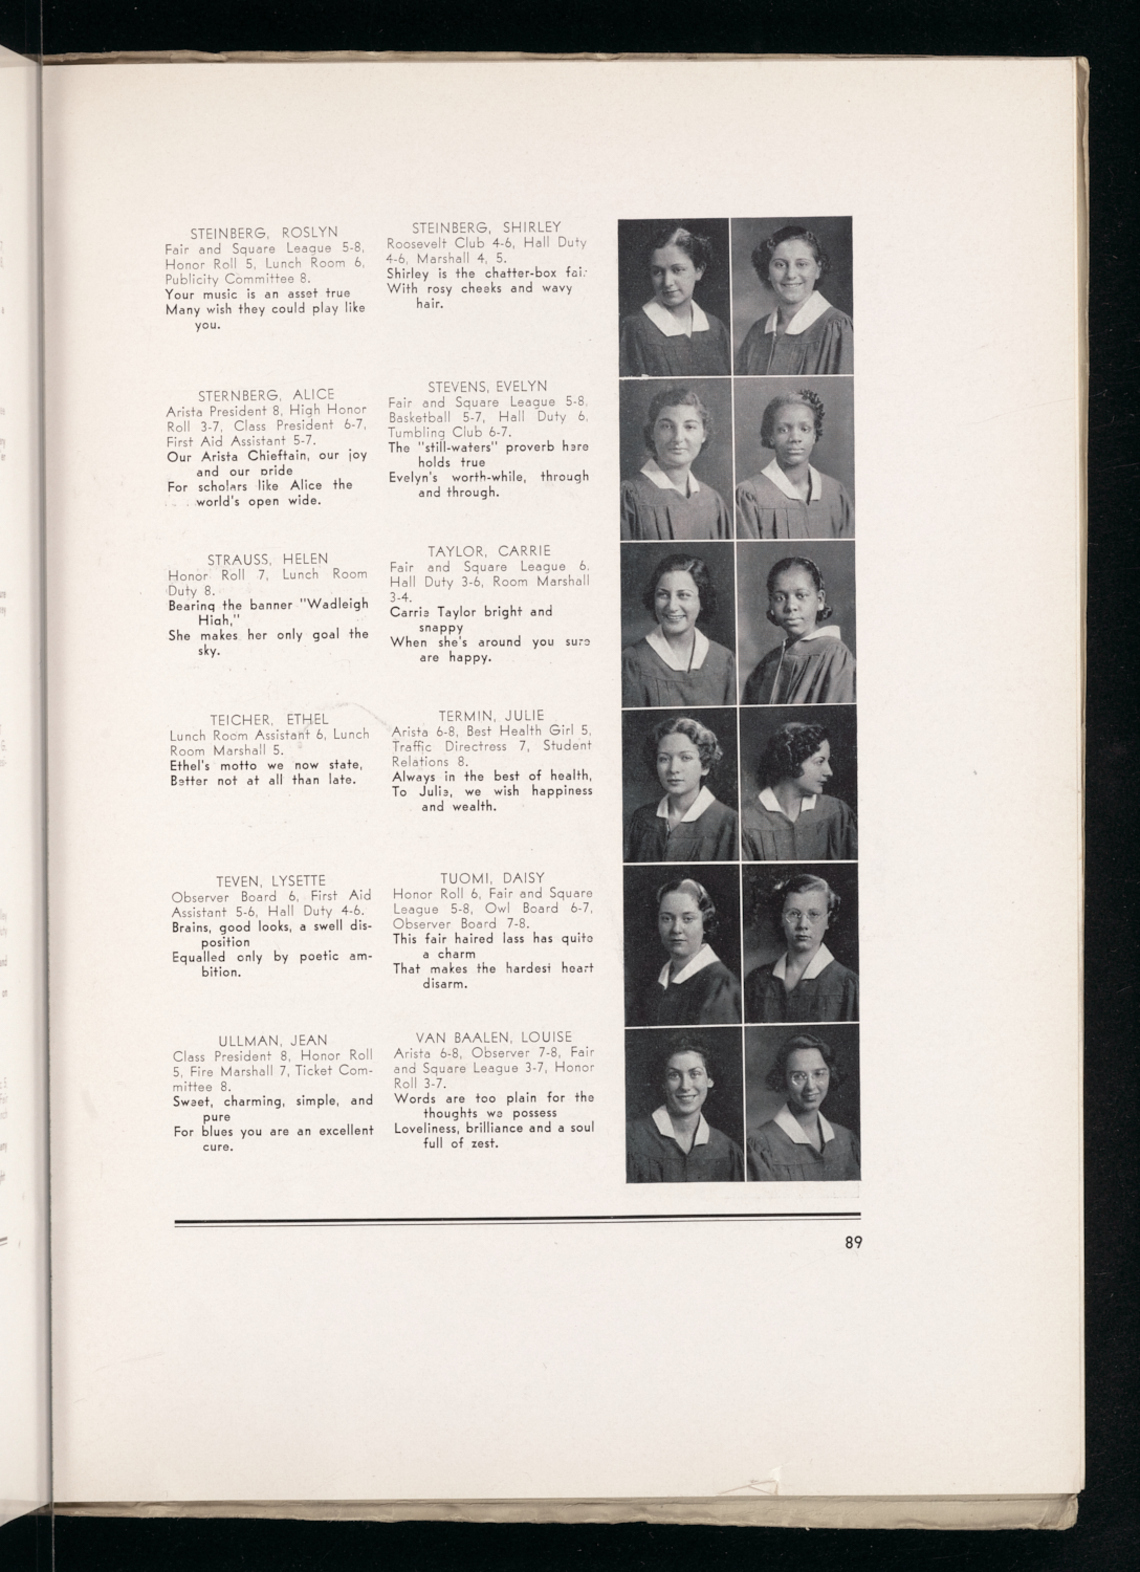 STEINBERG, ROSLYN
Fair and Square League 5-8,
Honor Roll 5, Lunch Room 6,
Publicity Committee 8.
Your music is an asset true
Many wish they could play like
you.
STEINBERG, SHIRLEY
Roosevelt Club 4-6, Hall Duty
4-6, Marshall 4, 5.
Shirley is the chatter-box fair
With rosy cheeks and wavy
hair.
STERNBERG, ALICE
Arista President 8, High Honor
Roll 3-7, Class President 6-7,
First Aid Assistant 5-7.
Our Arista Chieftain, our joy
and our pride
For scholars like Alice the
world's open wide.
STEVENS, EVELYN
Fair and Square League 5-8,
Basketball 5-7, Hall Duty 6,
Tumbling Club 6-7.
The "still-waters" proverb here
holds true
Evelyn's worth-while, through
and through.
STRAUSS, HELEN
Honor Roll 7, Lunch Room
Duty 8.
Bearing the banner "Wadleigh
High,"
She makes her only goal the
sky.
TAYLOR, CARRIE
Fair and Square League 6,
Hall Duty 3-6, Room Marshall
3-4.
Carrie Taylor bright and
snappy
When she's around you sure
are happy.
TEICHER, ETHEL
Lunch Room Assistant 6, Lunch
Room Marshall 5.
Ethel's motto we now state,
Better not at all than late.
TERMIN, JULIE
Arista 6-8, Best Health Girl 5,
Traffic Directress 7, Student
Relations 8.
Always in the best of health,
To Julie, we wish happiness
and wealth.
TEVEN, LYSETTE
Observer Board 6, First Aid
Assistant 5-6, Hall Duty 4-6.
Brains, good looks, a swell dis-
position
Equalled only by poetic am-
bition.
TUOMI, DAISY
Honor Roll 6, Fair and Square
League 5-8, Owl Board 6-7,
Observer Board 7-8.
This fair haired lass has quite
a charm
That makes the hardest heart
disarm.
ULLMAN, JEAN
Class President 8, Honor Roll
5, Fire Marshall 7, Ticket Com-
mittee 8.
Sweet, charming, simple, and
pure
For blues you are an excellent
cure.
VAN BAALEN, LOUISE
Arista 6-8, Observer 7-8, Fair
and Square League 3-7, Honor
Roll 3-7.
Words are too plain for the
thoughts we possess
Loveliness, brilliance and a soul
full of zest.
89